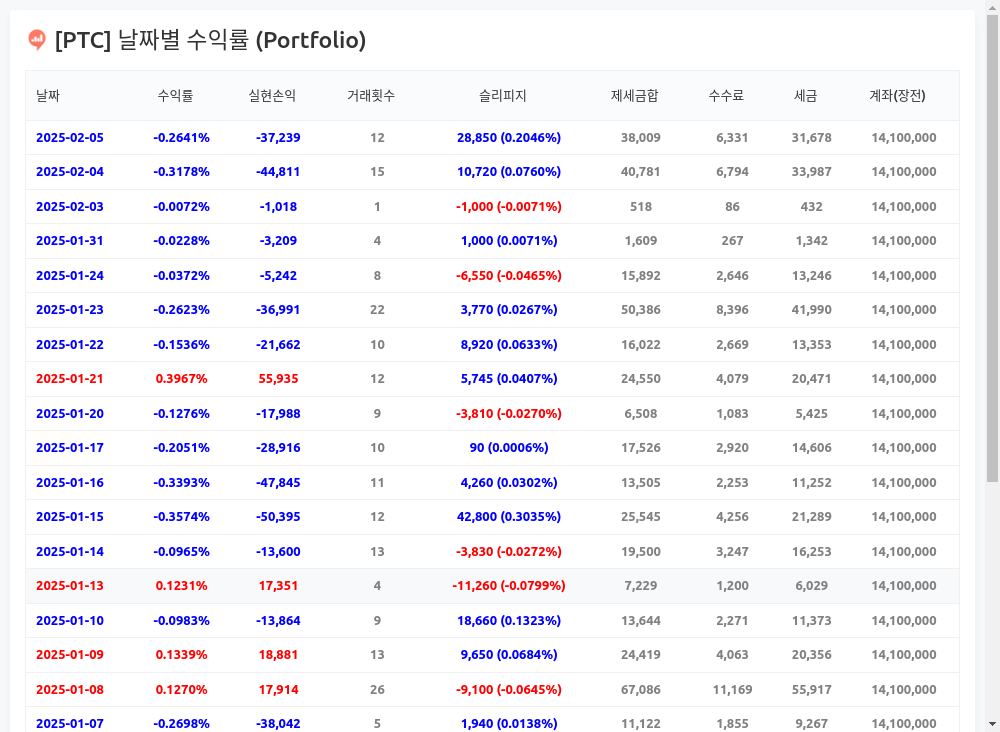 [PTC] 날짜별 수익률 (Portfolio)
날짜 수익률 실현손익 거래횟수 슬리피지 제세금합 수수료 세금 계좌(장전)
2025-02-05 -0.2641% -37,239 12 28,850 (0.2046%) 38,009 6,331 31,678 14,100,000
2025-02-04 -0.3178% -44,811 15 10,720 (0.0760%) 40,781 6,794 33,987 14,100,000
2025-02-03 -0.0072% -1,018 1 -1,000 (-0.0071%) 518 86 432 14,100,000
2025-01-31 -0.0228% -3,209 4 1,000 (0.0071%) 1,609 267 1,342 14,100,000
2025-01-24 -0.0372% -5,242 8 -6,550 (-0.0465%) 15,892 2,646 13,246 14,100,000
2025-01-23 -0.2623% -36,991 22 3,770 (0.0267%) 50,386 8,396 41,990 14,100,000
2025-01-22 -0.1536% -21,662 10 8,920 (0.0633%) 16,022 2,669 13,353 14,100,000
2025-01-21 0.3967% 55,935 12 5,745 (0.0407%) 24,550 4,079 20,471 14,100,000
2025-01-20 -0.1276% -17,988 9 -3,810 (-0.0270%) 6,508 1,083 5,425 14,100,000
2025-01-17 -0.2051% -28,916 10 90 (0.0006%) 17,526 2,920 14,606 14,100,000
2025-01-16 -0.3393% -47,845 11 4,260 (0.0302%) 13,505 2,253 11,252 14,100,000
2025-01-15 -0.3574% -50,395 12 42,800 (0.3035%) 25,545 4,256 21,289 14,100,000
2025-01-14 -0.0965% -13,600 13 -3,830 (-0.0272%) 19,500 3,247 16,253 14,100,000
2025-01-13 0.1231% 17,351 4 -11,260 (-0.0799%) 7,229 1,200 6,029 14,100,000
2025-01-10 -0.0983% -13,864 9 18,660 (0.1323%) 13,644 2,271 11,373 14,100,000
2025-01-09 0.1339% 18,881 13 9,650 (0.0684%) 24,419 4,063 20,356 14,100,000
2025-01-08 0.1270% 17,914 26 -9,100 (-0.0645%) 67,086 11,169 55,917 14,100,000
2025-01-07 -0.2698% -38,042 5 1,940 (0.0138%) 11,122 1,855 9,267 14,100,000